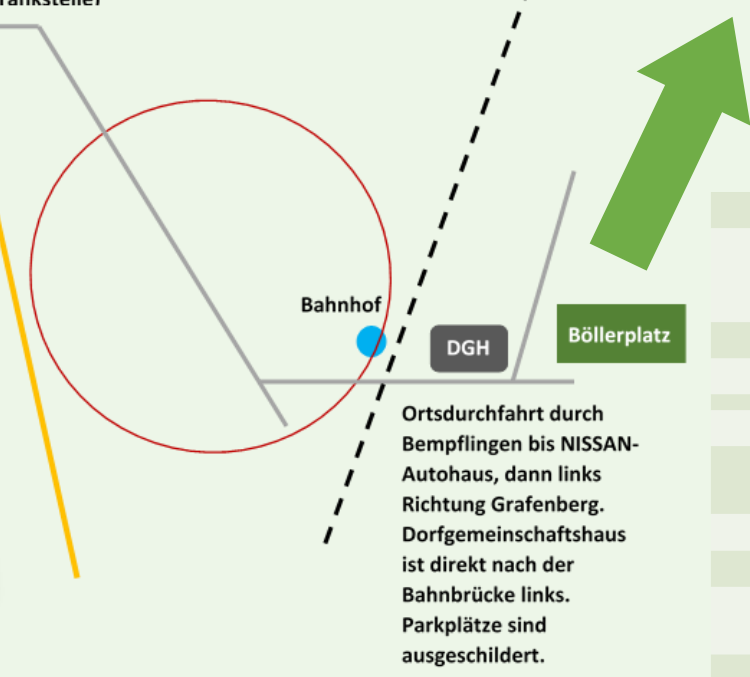 Bahnhof
DGH
Böllerplatz
Ortsdurchfahrt durch
Bempflingen bis NISSAN-
Autohaus, dann links
Richtung Grafenberg.
Dorfgemeinschaftshaus
ist direkt nach der
Bahnbrücke links.
Parkplätze sind
ausgeschildert.